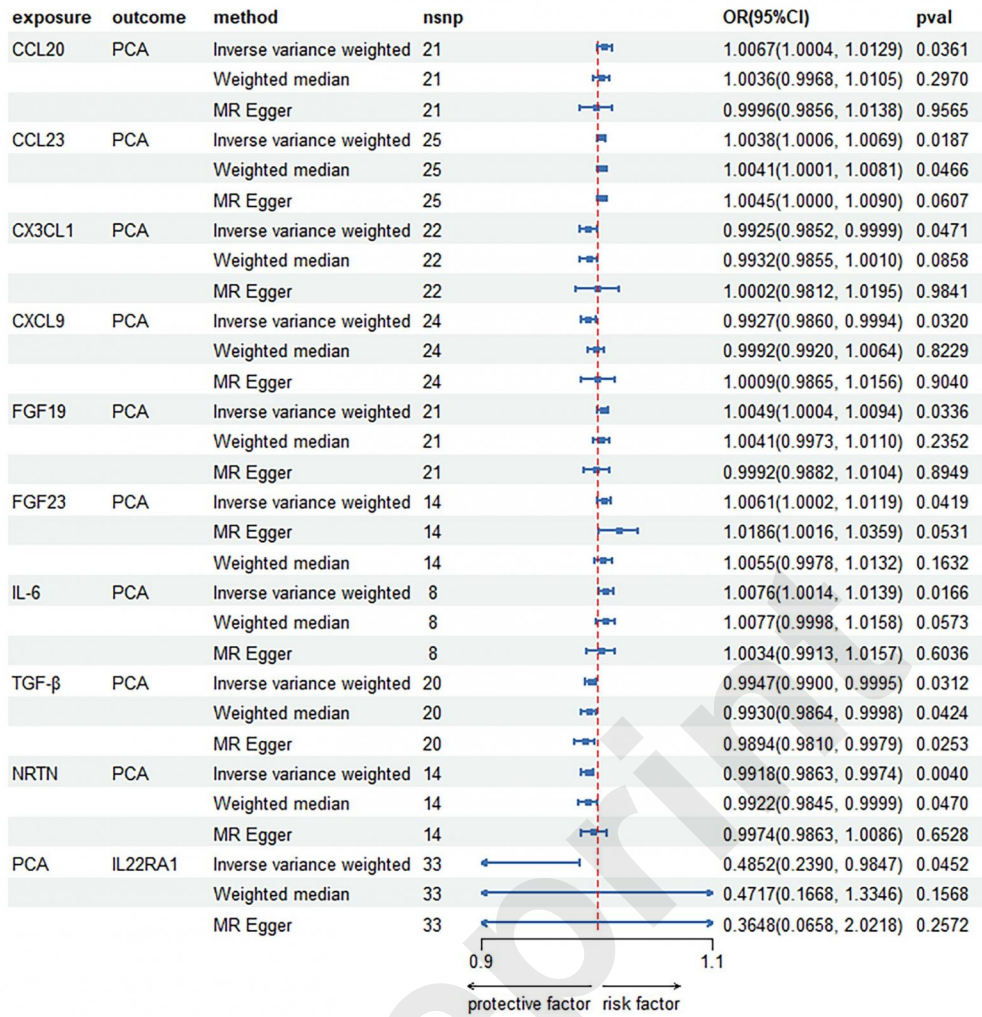 exposure outcome method nsnp OR(95%CI) pval
CCL20 PCA Inverse variance weighted 21 1.0067(1.0004, 1.0129) 0.0361
Weighted median 21 1.0036(0.9968, 1.0105) 0.2970
MR Egger 21 0.9996(0.9856, 1.0138) 0.9565
CCL23 PCA Inverse variance weighted 25 1.0038(1.0006, 1.0069) 0.0187
Weighted median 25 1.0041(1.0001, 1.0081) 0.0466
MR Egger 25 1.0045(1.0000, 1.0090) 0.0607
CX3CL1 PCA Inverse variance weighted 22 0.9925(0.9852, 0.9999) 0.0471
Weighted median 22 0.9932(0.9855, 1.0010) 0.0858
MR Egger 22 1.0002(0.9812, 1.0195) 0.9841
CXCL9 PCA Inverse variance weighted 24 0.9927(0.9860, 0.9994) 0.0320
Weighted median 24 0.9992(0.9920, 1.0064) 0.8229
MR Egger 24 1.0009(0.9865, 1.0156) 0.9040
FGF19 PCA Inverse variance weighted 21 1.0049(1.0004, 1.0094) 0.0336
Weighted median 21 1.0041(0.9973, 1.0110) 0.2352
MR Egger 21 0.9992(0.9882, 1.0104) 0.8949
FGF23 PCA Inverse variance weighted 14 1.0061(1.0002, 1.0119) 0.0419
MR Egger 14 1.0186(1.0016, 1.0359) 0.0531
Weighted median 14 1.0055(0.9978, 1.0132) 0.1632
IL-6 PCA Inverse variance weighted 8 1.0076(1.0014, 1.0139) 0.0166
Weighted median 8 1.0077(0.9998, 1.0158) 0.0573
MR Egger 8 1.0034(0.9913, 1.0157) 0.6036
TGF-β PCA Inverse variance weighted 20 0.9947(0.9900, 0.9995) 0.0312
Weighted median 20 0.9930(0.9864, 0.9998) 0.0424
MR Egger 20 0.9894(0.9810, 0.9979) 0.0253
NRTN PCA Inverse variance weighted 14 0.9918(0.9863, 0.9974) 0.0040
Weighted median 14 0.9922(0.9845, 0.9999) 0.0470
MR Egger 14 0.9974(0.9863, 1.0086) 0.6528
PCA IL22RA1 Inverse variance weighted 33 0.4852(0.2390, 0.9847) 0.0452
Weighted median 33 0.4717(0.1668, 1.3346) 0.1568
MR Egger 33 0.3648(0.0658, 2.0218) 0.2572
0.9 1.1
protective factor risk factor
print